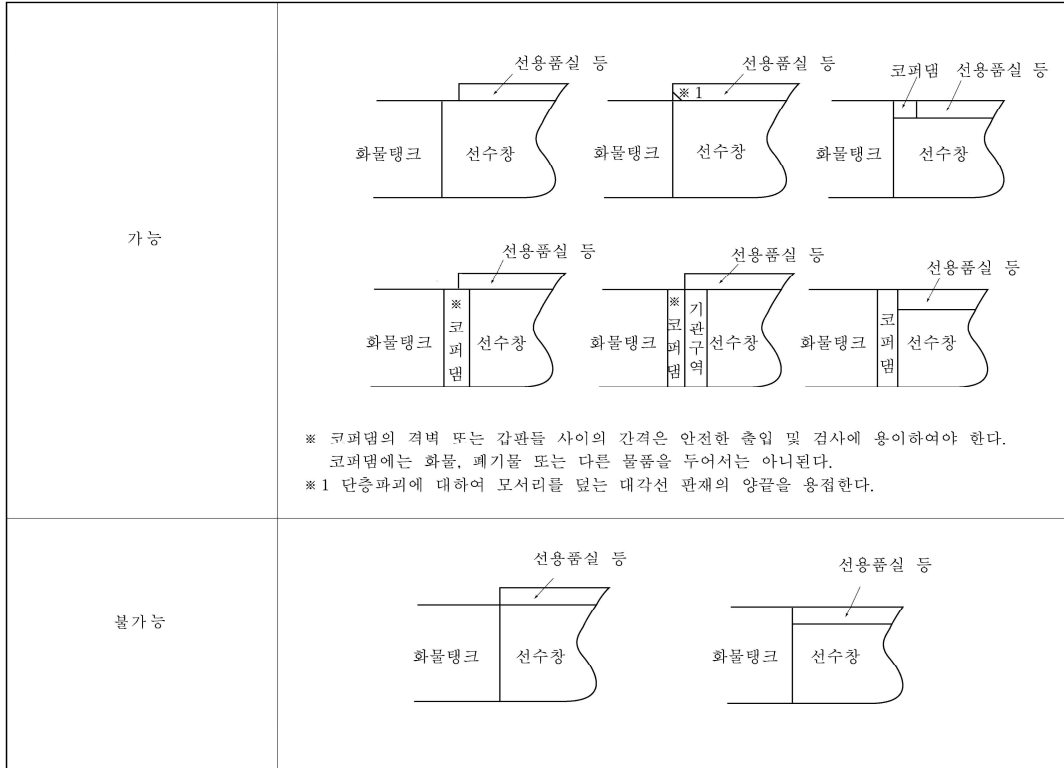 가능
선용품실 등
선용품실 등
코퍼댐 선용품실 등
※ 1
화물탱크 선수창
화물탱크 선수창
화물탱크 선수창
선용품실 등
선용품실 등
선용품실 등
화물탱크 ※코퍼댐 선수창
화물탱크 ※코퍼댐 기관구역 선수창
화물탱크 코퍼댐 선수창
※ 코퍼댐의 격벽 또는 갑판들 사이의 간격은 안전한 출입 및 검사에 용이하여야 한다.
코퍼댐에는 화물, 폐기물 또는 다른 물품을 두어서는 아니된다.
※1 단층파괴에 대하여 모서리를 덮는 대각선 판재의 양끝을 용접한다.
불가능
선용품실 등
선용품실 등
화물탱크 선수창
화물탱크 선수창